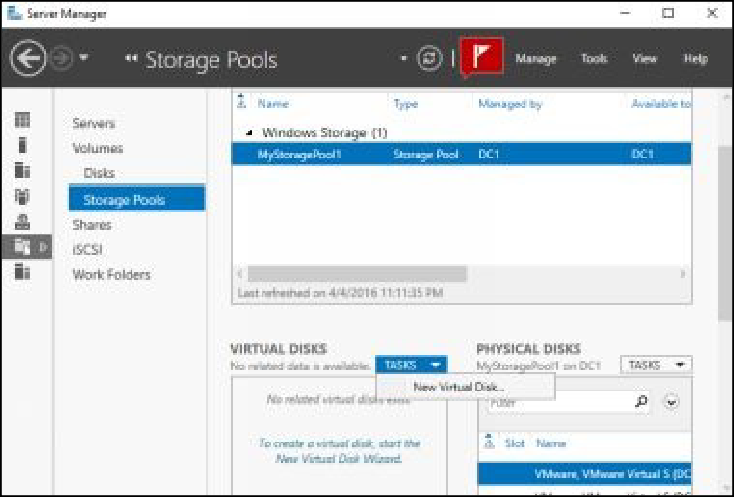 Server Manager
Storage Pools
Manage Tools View Help
Servers
Volumes
Disks
Storage Pools
Shares
iSCSI
Work Folders
Name Type Managed by Available to
Windows Storage (1)
MyStoragePool1 Storage Pool DC1 DC1
Last refreshed on 4/4/2016 11:11:35 PM
VIRTUAL DISKS
No related data is available. TASKS
New Virtual Disk...
No related virtual disks exist.
To create a virtual disk, start the
New Virtual Disk Wizard.
PHYSICAL DISKS
MyStoragePool1 on DC1 TASKS
Filter
Slot Name
VMware, VMware Virtual S (DC